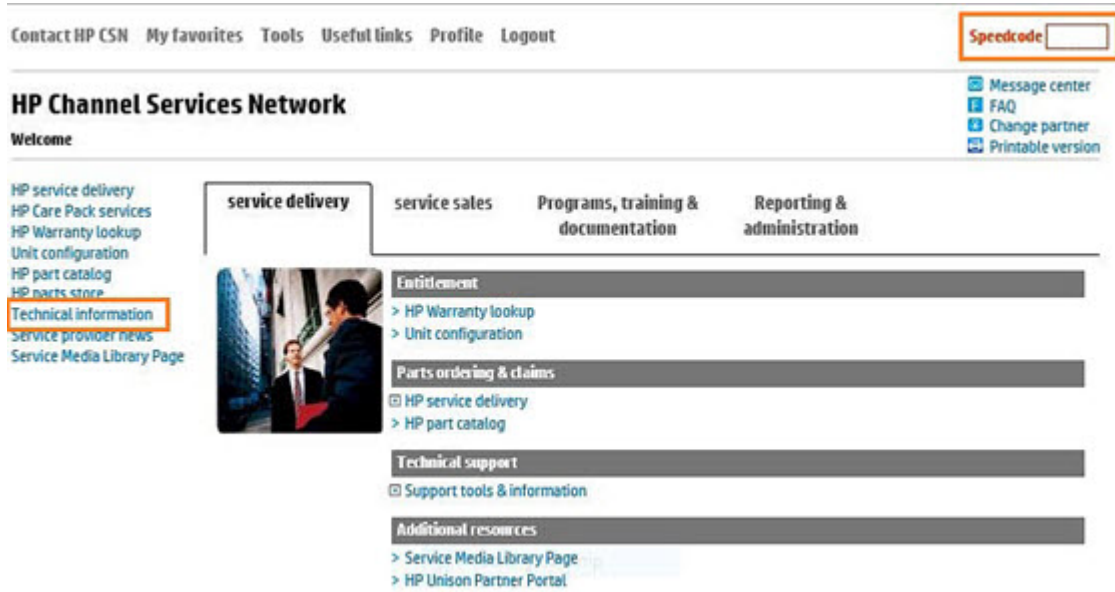 Contact HP CSN My favorites Tools Useful links Profile Logout
Speedcode
HP Channel Services Network
Welcome
Message center
FAQ
Change partner
Printable version
HP service delivery
HP Care Pack services
HP Warranty lookup
Unit configuration
HP part catalog
HP parts store
Technical information
Service provider news
Service Media Library Page
service delivery
service sales
Programs, training &
documentation
Reporting &
administration
Entitlement
> HP Warranty lookup
> Unit configuration
Parts ordering & claims
HP service delivery
> HP part catalog
Technical support
Support tools & information
Additional resources
> Service Media Library Page
> HP Unison Partner Portal